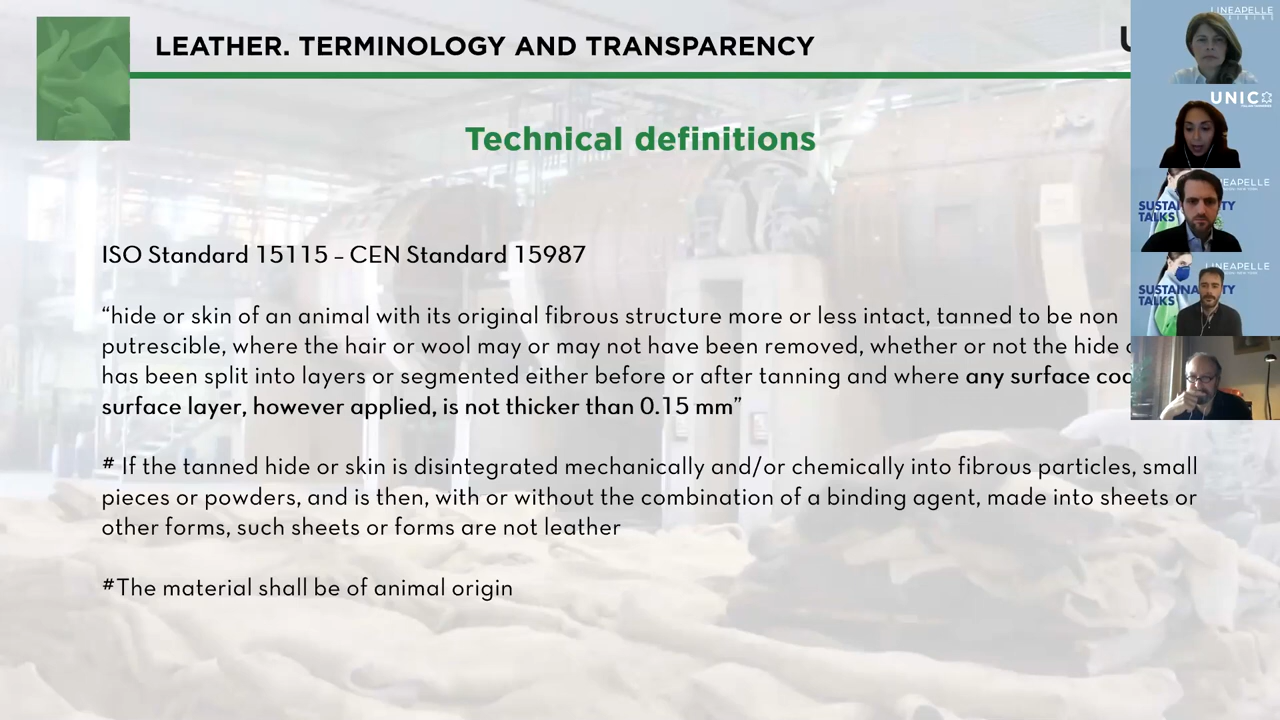 LEATHER. TERMINOLOGY AND TRANSPARENCY
Technical definitions
ISO Standard 15115 – CEN Standard 15987
“hide or skin of an animal with its original fibrous structure more or less intact, tanned to be non
putrescible, where the hair or wool may or may not have been removed, whether or not the hide
has been split into layers or segmented either before or after tanning and where any surface
surface layer, however applied, is not thicker than 0.15 mm”
# If the tanned hide or skin is disintegrated mechanically and/or chemically into fibrous particles, small
pieces or powders, and is then, with or without the combination of a binding agent, made into sheets or
other forms, such sheets or forms are not leather
#The material shall be of animal origin
LINEAPELLE
UNIC
TALKS
TALKS